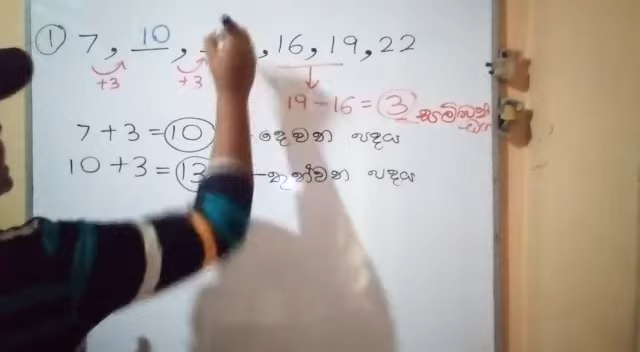 ① 7, 10, , 16, 19, 22
+3 +3
19 - 16 = 3
7 + 3 = 10 - දෙවන පදය
10 + 3 = 13 - තුන්වන පදය